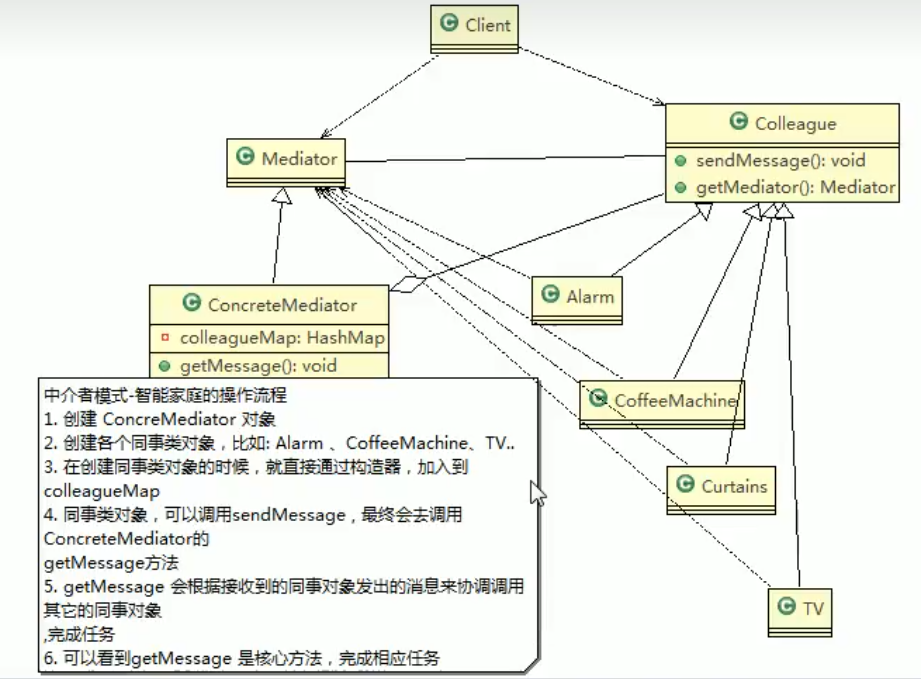 Client
Colleague
sendMessage(): void
getMediator(): Mediator
Mediator
Alarm
ConcreteMediator
colleagueMap: HashMap
getMessage(): void
CoffeeMachine
Curtains
TV
中介者模式-智能家庭的操作流程
1. 创建 ConcreMediator 对象
2. 创建各个同事类对象，比如: Alarm 、CoffeeMachine、TV..
3. 在创建同事类对象的时候，就直接通过构造器，加入到
colleagueMap
4. 同事类对象，可以调用sendMessage，最终会去调用
ConcreteMediator的
getMessage方法
5. getMessage 会根据接收到的同事对象发出的消息来协调调用
其它的同事对象
,完成任务
6. 可以看到getMessage 是核心方法，完成相应任务